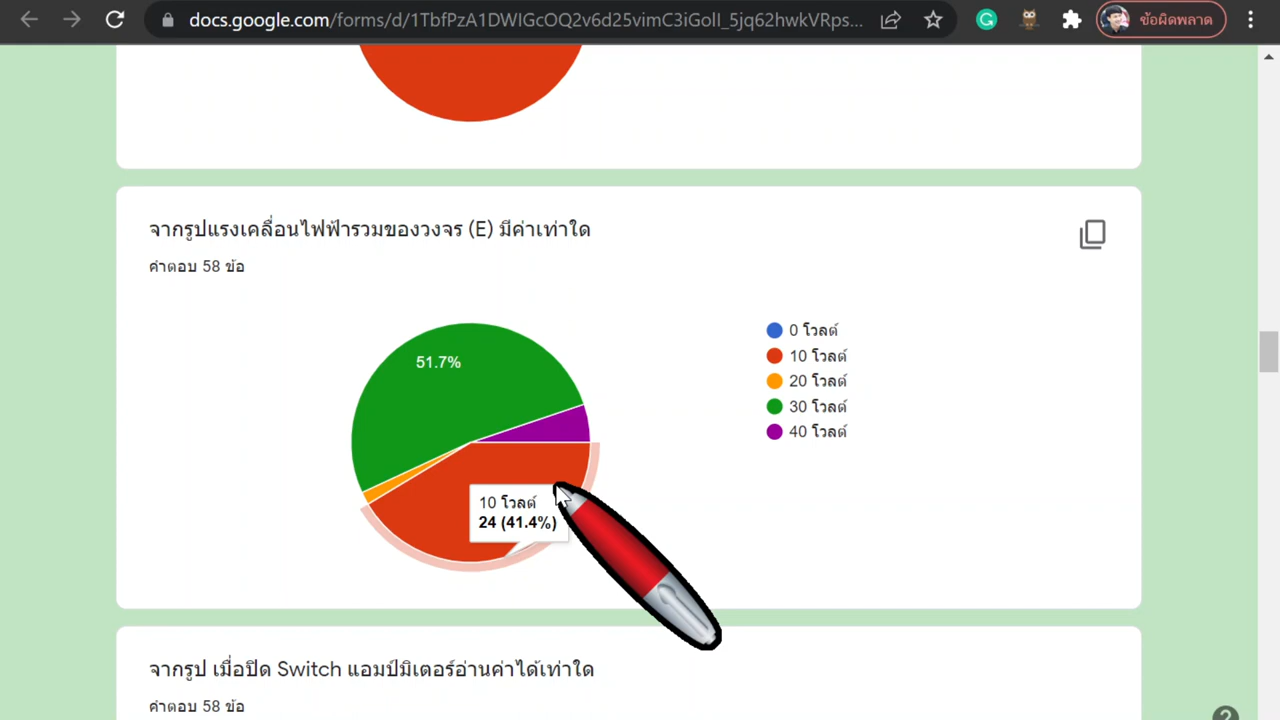 docs.google.com/forms/d/1TbfPzA1DWIGcOQ2v6d25vimC3iGolI_5jq62hwkVRps...
ข้อผิดพลาด
จากรูปแรงเคลื่อนไฟฟ้ารวมของวงจร (E) มีค่าเท่าใด
คำตอบ 58 ข้อ
51.7%
0 โวลต์
10 โวลต์
20 โวลต์
30 โวลต์
40 โวลต์
10 โวลต์
24 (41.4%)
จากรูป เมื่อปิด Switch แอมป์มิเตอร์อ่านค่าได้เท่าใด
คำตอบ 58 ข้อ